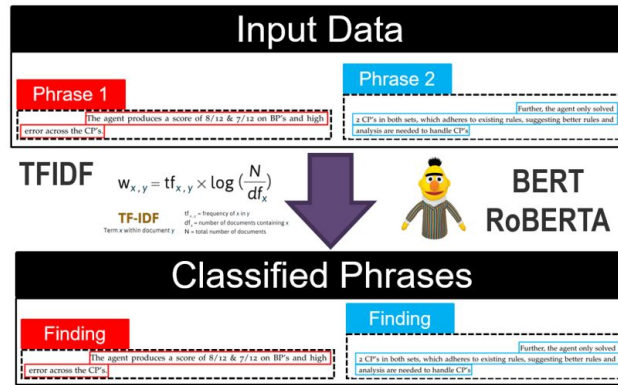 Input Data
Phrase 1
Phrase 2
The agent produces a score of 8/12 & 7/12 on BP's and high
error across the CP's.
Further, the agent only solved
2 CP's in both sets, which adheres to existing rules, suggesting better rules and
analysis are needed to handle CP's
TFIDF
w x, y = tf x, y × log ( N / df x )
TF-IDF
Term x within document y
tf x, y = frequency of x in y
df x = number of documents containing x
N = total number of documents
BERT
RoBERTA
Classified Phrases
Finding
Finding
The agent produces a score of 8/12 & 7/12 on BP's and high
error across the CP's.
Further, the agent only solved
2 CP's in both sets, which adheres to existing rules, suggesting better rules and
analysis are needed to handle CP's